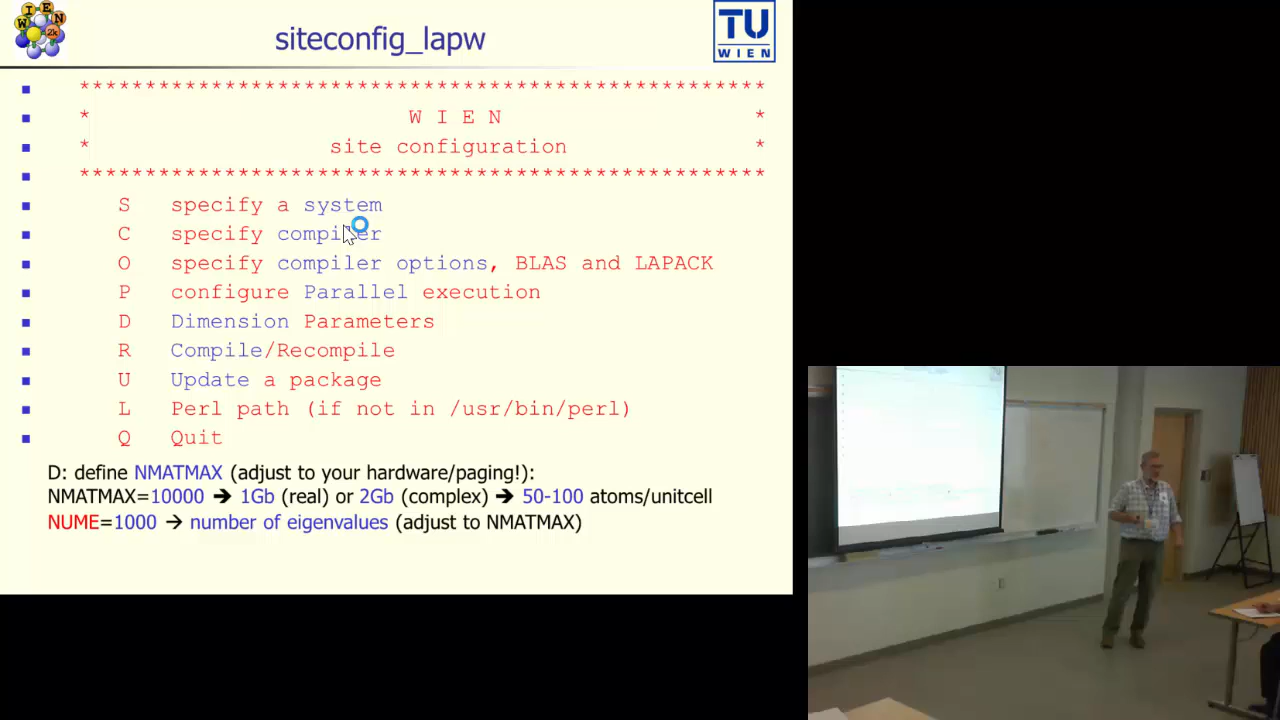 WIEN2k
siteconfig_lapw
TU
WIEN
****************************************************
* W I E N *
* site configuration *
****************************************************
S specify a system
C specify compiler
O specify compiler options, BLAS and LAPACK
P configure Parallel execution
D Dimension Parameters
R Compile/Recompile
U Update a package
L Perl path (if not in /usr/bin/perl)
Q Quit
D: define NMATMAX (adjust to your hardware/paging!):
NMATMAX=10000 ➔ 1Gb (real) or 2Gb (complex) ➔ 50-100 atoms/unitcell
NUME=1000 → number of eigenvalues (adjust to NMATMAX)